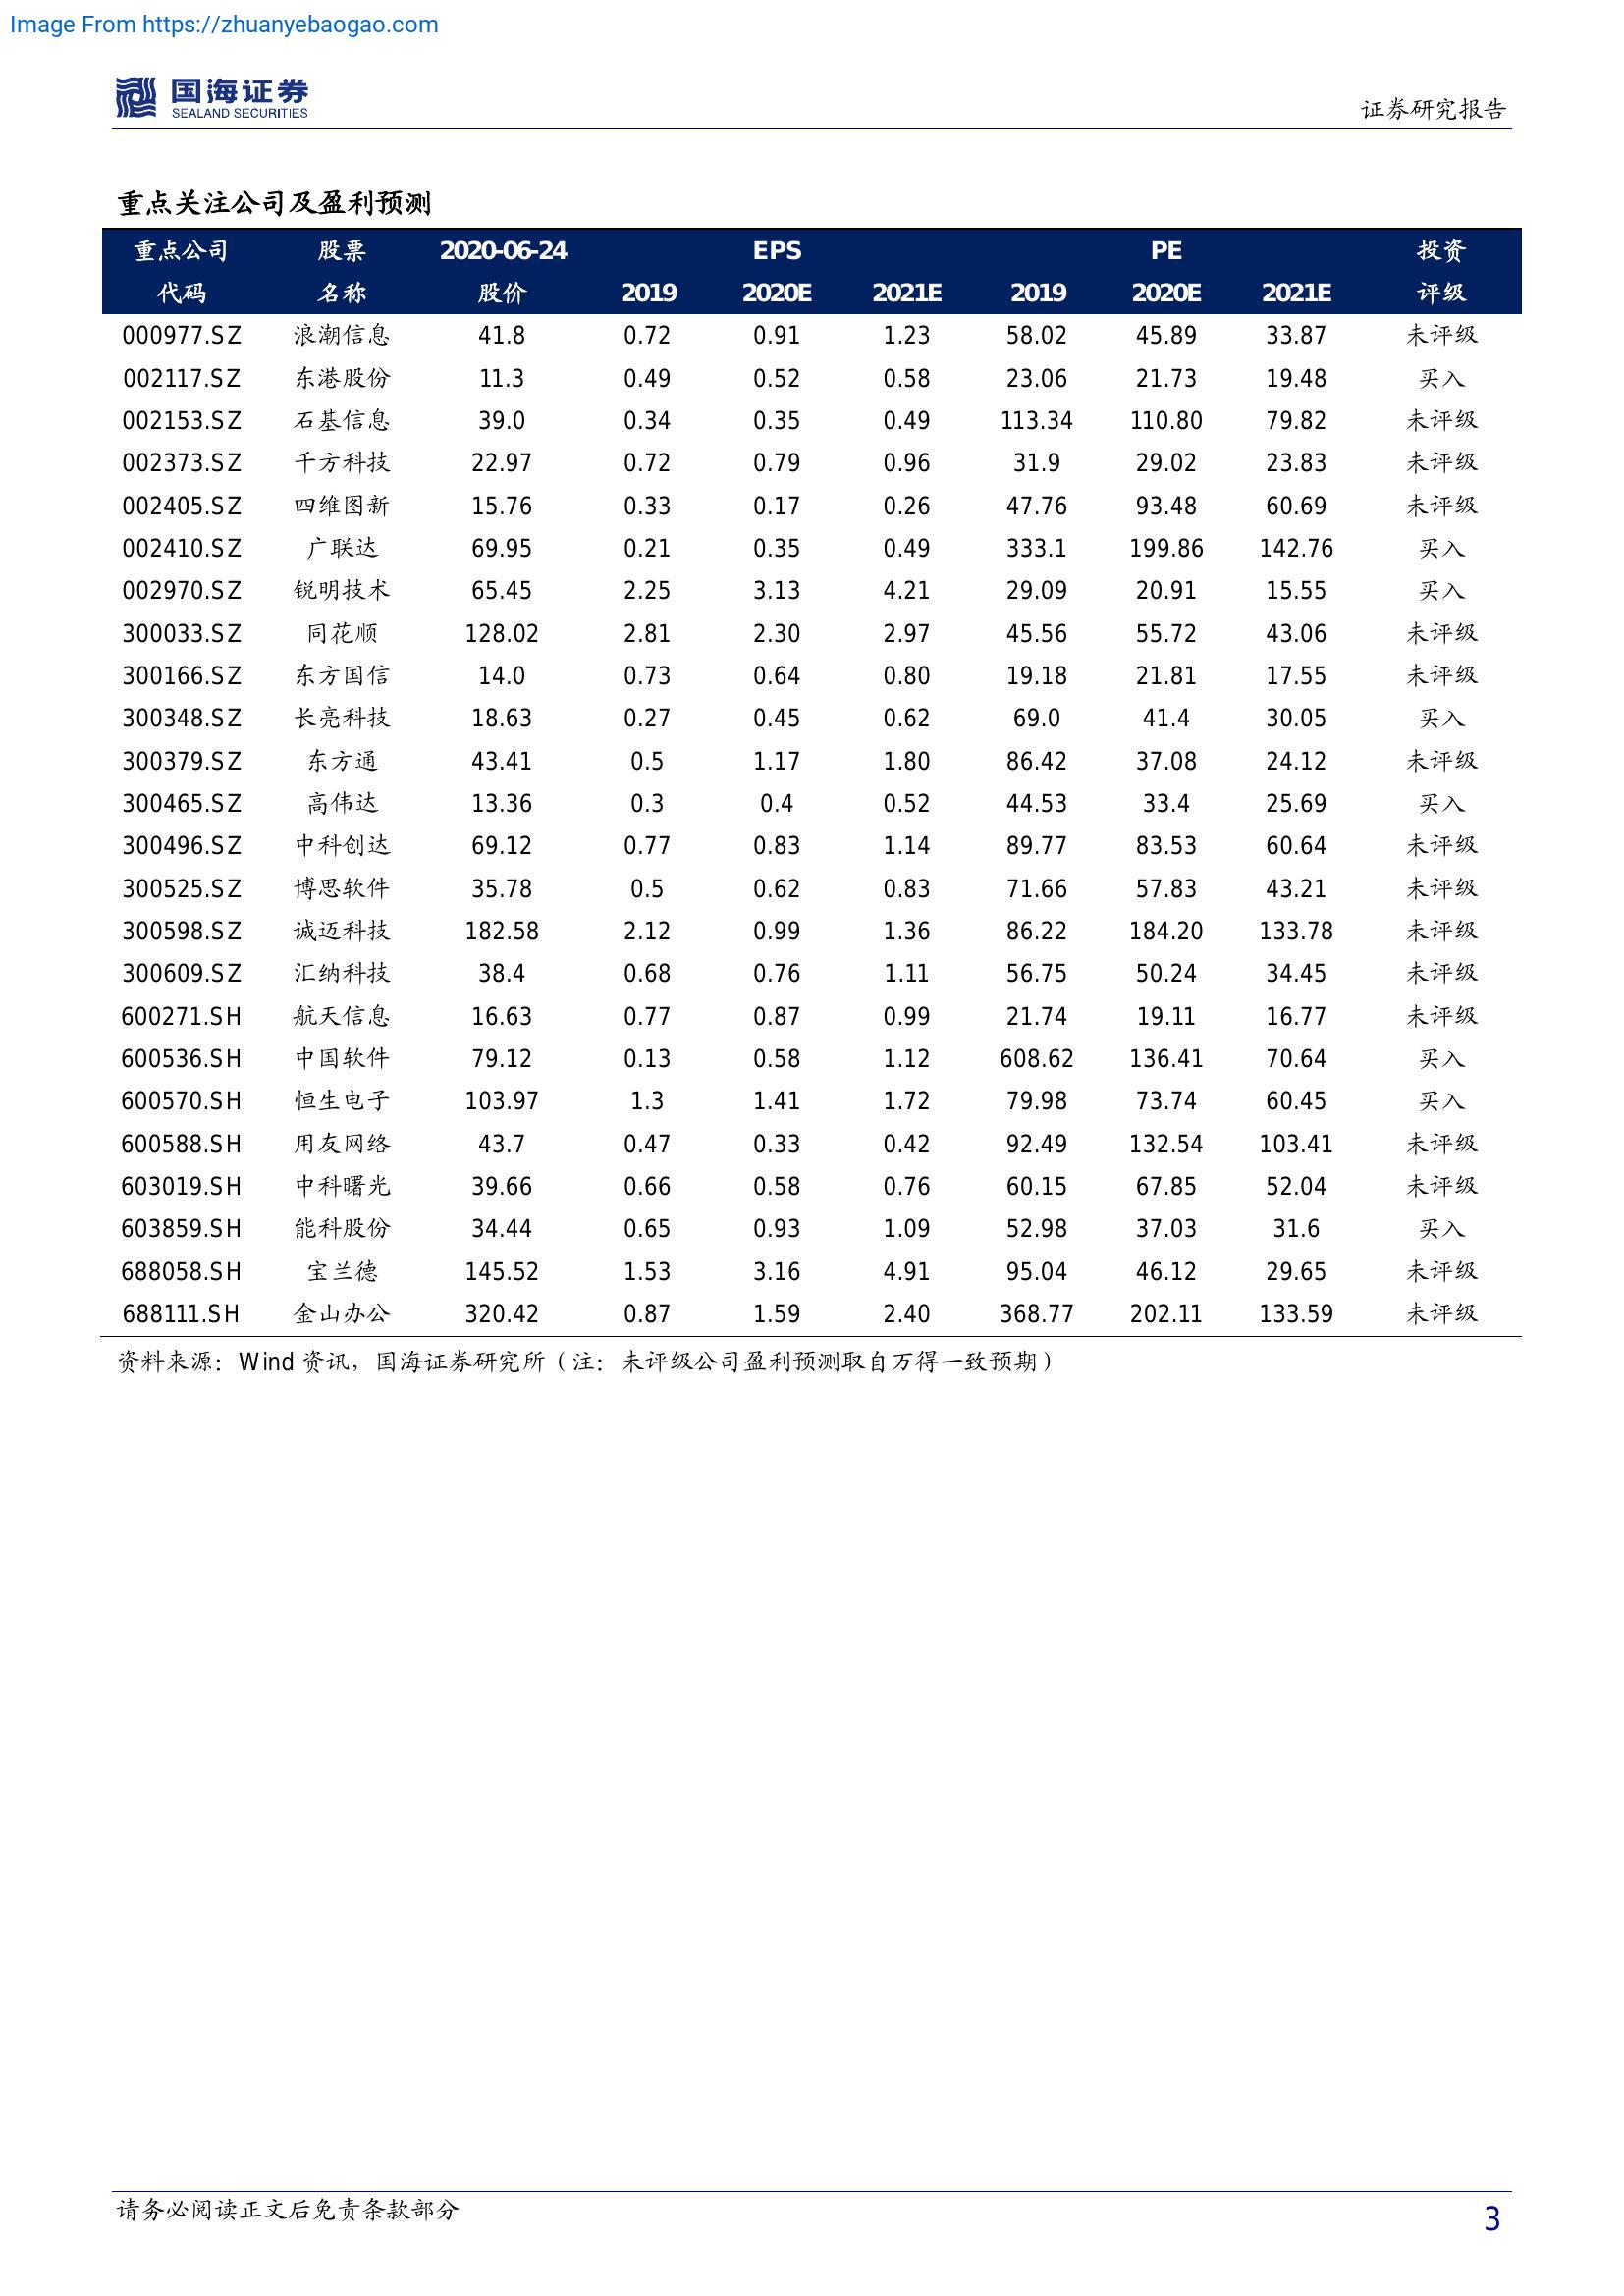 Image From https://zhuanyebaogao.com
国海证券
SEALAND SECURITIES
证券研究报告
重点关注公司及盈利预测
重点公司 股票 2020-06-24 EPS PE 投资
代码 名称 股价 2019 2020E 2021E 2019 2020E 2021E 评级
000977.SZ 浪潮信息 41.8 0.72 0.91 1.23 58.02 45.89 33.87 未评级
002117.SZ 东港股份 11.3 0.49 0.52 0.58 23.06 21.73 19.48 买入
002153.SZ 石基信息 39.0 0.34 0.35 0.49 113.34 110.80 79.82 未评级
002373.SZ 千方科技 22.97 0.72 0.79 0.96 31.9 29.02 23.83 未评级
002405.SZ 四维图新 15.76 0.33 0.17 0.26 47.76 93.48 60.69 未评级
002410.SZ 广联达 69.95 0.21 0.35 0.49 333.1 199.86 142.76 买入
002970.SZ 锐明技术 65.45 2.25 3.13 4.21 29.09 20.91 15.55 买入
300033.SZ 同花顺 128.02 2.81 2.30 2.97 45.56 55.72 43.06 未评级
300166.SZ 东方国信 14.0 0.73 0.64 0.80 19.18 21.81 17.55 未评级
300348.SZ 长亮科技 18.63 0.27 0.45 0.62 69.0 41.4 30.05 买入
300379.SZ 东方通 43.41 0.5 1.17 1.80 86.42 37.08 24.12 未评级
300465.SZ 高伟达 13.36 0.3 0.4 0.52 44.53 33.4 25.69 买入
300496.SZ 中科创达 69.12 0.77 0.83 1.14 89.77 83.53 60.64 未评级
300525.SZ 博思软件 35.78 0.5 0.62 0.83 71.66 57.83 43.21 未评级
300598.SZ 诚迈科技 182.58 2.12 0.99 1.36 86.22 184.20 133.78 未评级
300609.SZ 汇纳科技 38.4 0.68 0.76 1.11 56.75 50.24 34.45 未评级
600271.SH 航天信息 16.63 0.77 0.87 0.99 21.74 19.11 16.77 未评级
600536.SH 中国软件 79.12 0.13 0.58 1.12 608.62 136.41 70.64 买入
600570.SH 恒生电子 103.97 1.3 1.41 1.72 79.98 73.74 60.45 买入
600588.SH 用友网络 43.7 0.47 0.33 0.42 92.49 132.54 103.41 未评级
603019.SH 中科曙光 39.66 0.66 0.58 0.76 60.15 67.85 52.04 未评级
603859.SH 能科股份 34.44 0.65 0.93 1.09 52.98 37.03 31.6 买入
688058.SH 宝兰德 145.52 1.53 3.16 4.91 95.04 46.12 29.65 未评级
688111.SH 金山办公 320.42 0.87 1.59 2.40 368.77 202.11 133.59 未评级
资料来源：Wind 资讯，国海证券研究所（注：未评级公司盈利预测取自万得一致预期）
请务必阅读正文后免责条款部分
3